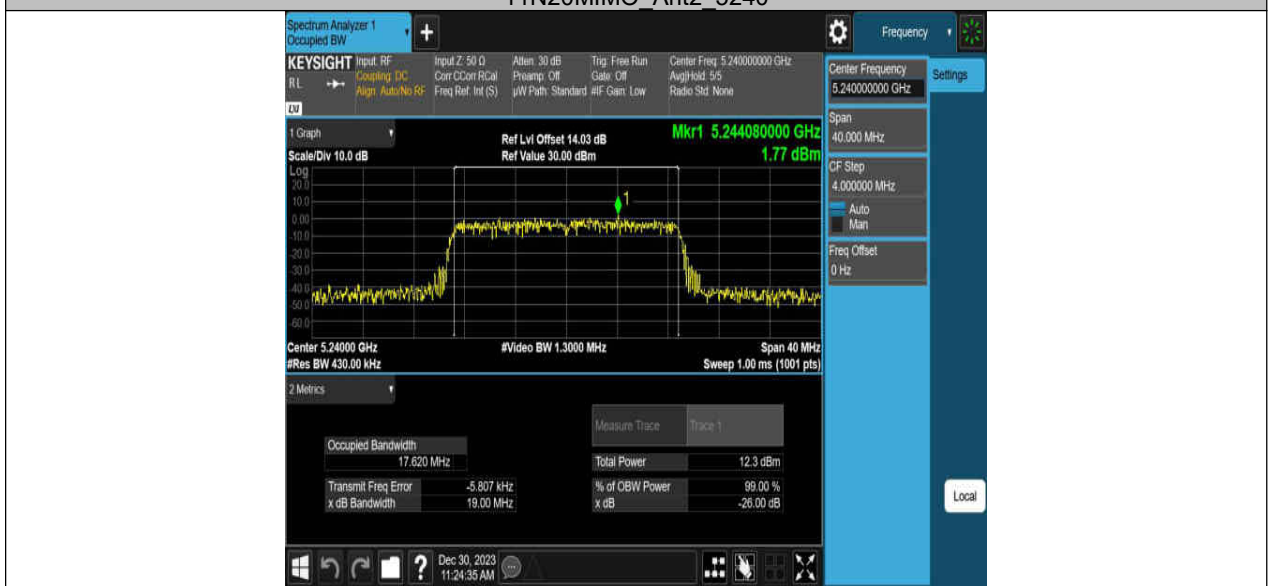 11N20MIMO_Ant2_5240
Spectrum Analyzer 1
Occupied BW
Frequency
KEYSIGHT
Input: RF
Coupling: DC
Align: Auto/No RF
Input Z: 50 Ω
Corr CCorr RCal
Freq Ref: Int (S)
Atten: 30 dB
Preamp: Off
µW Path: Standard
Trig: Free Run
Gate: Off
#IF Gain: Low
Center Freq: 5.240000000 GHz
Avg|Hold: 5/5
Radio Std: None
RL
LXI
Center Frequency
5.240000000 GHz
Settings
Span
40.000 MHz
CF Step
4.000000 MHz
Auto
Man
Freq Offset
0 Hz
Local
1 Graph
Scale/Div 10.0 dB
Ref Lvl Offset 14.03 dB
Ref Value 30.00 dBm
Mkr1 5.244080000 GHz
1.77 dBm
Log
20.0
10.0
0.00
-10.0
-20.0
-30.0
-40.0
-50.0
-60.0
1
Center 5.24000 GHz
#Video BW 1.3000 MHz
Span 40 MHz
#Res BW 430.00 kHz
Sweep 1.00 ms (1001 pts)
2 Metrics
Measure Trace
Trace 1
Occupied Bandwidth
17.620 MHz
Total Power
12.3 dBm
Transmit Freq Error
-5.807 kHz
% of OBW Power
99.00 %
x dB Bandwidth
19.00 MHz
x dB
-26.00 dB
Dec 30, 2023
11:24:35 AM